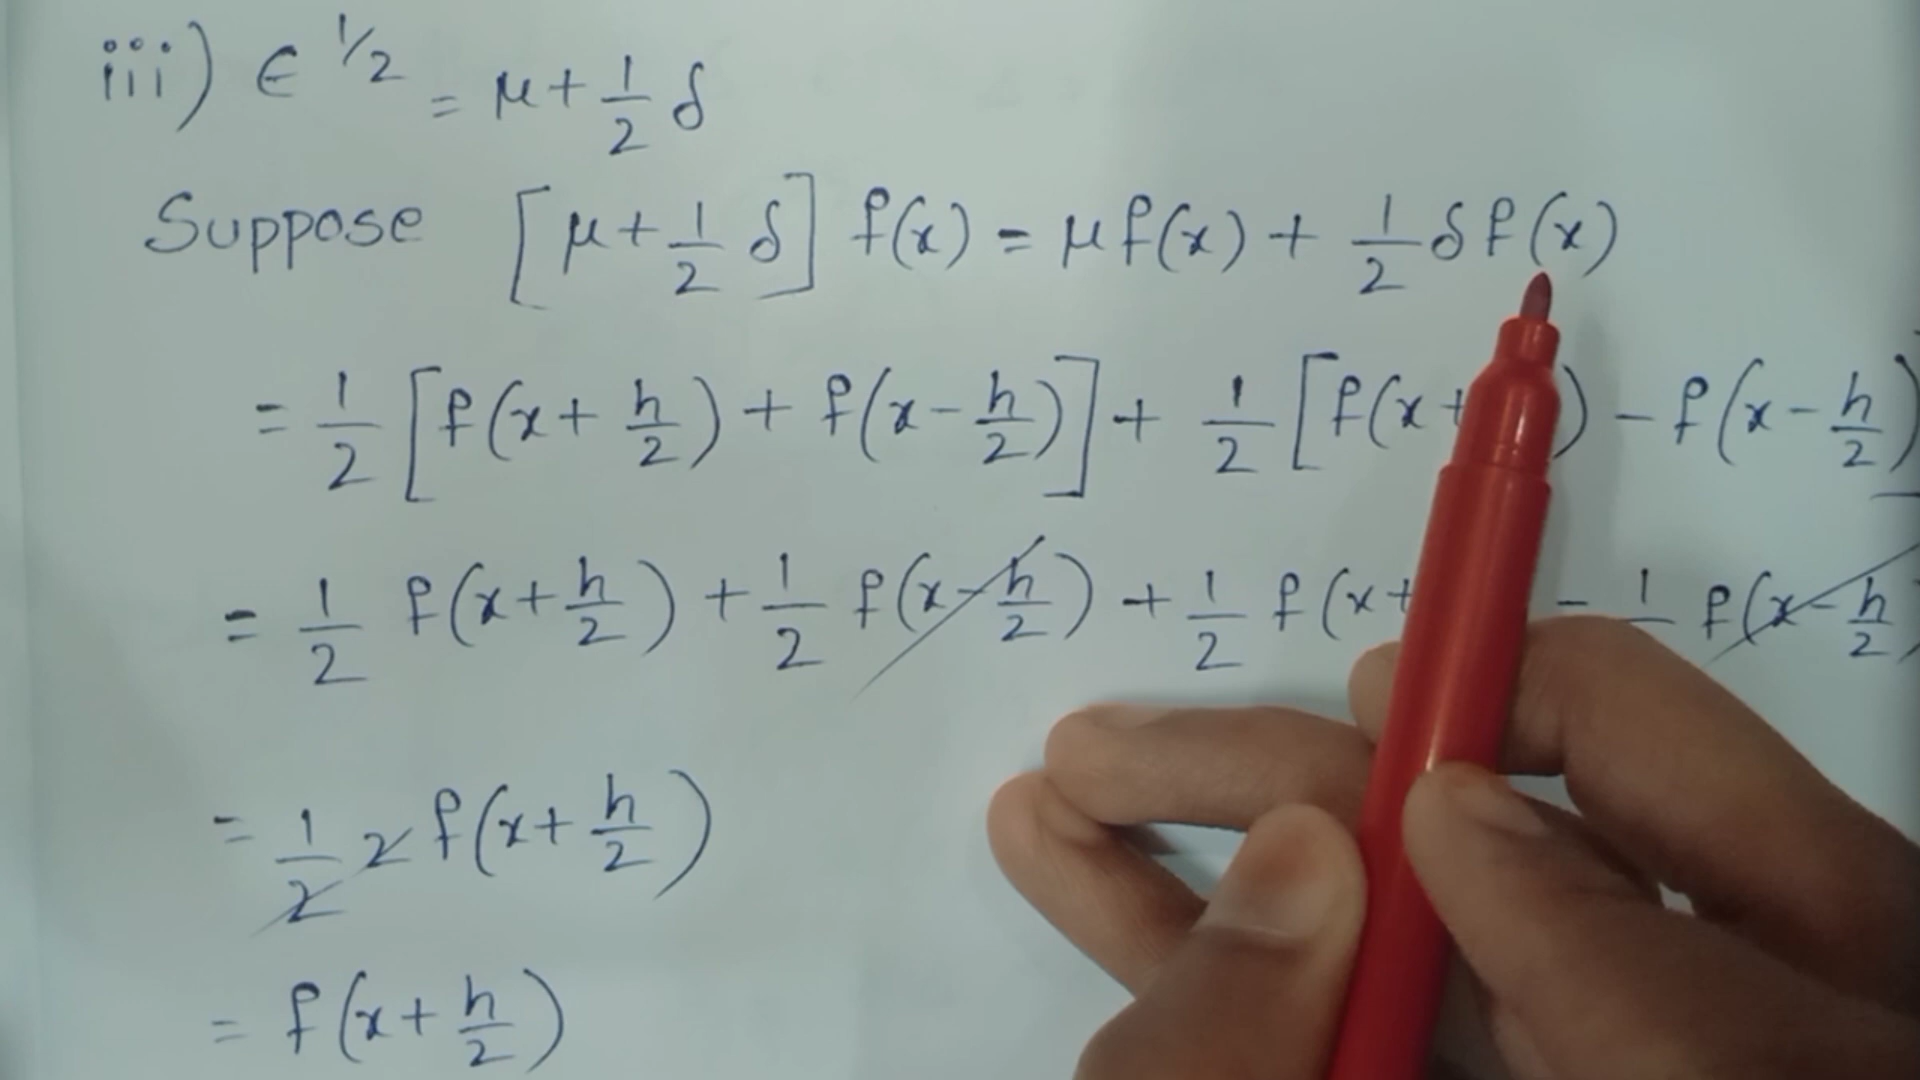 iii) ∈ 1/2 = μ + 1/2 δ
Suppose [μ + 1/2 δ] f(x) = μ f(x) + 1/2 δ f(x)
= 1/2 [f(x + h/2) + f(x - h/2)] + 1/2 [f(x + ) - f(x - h/2)
= 1/2 f(x + h/2) + 1/2 f(x - h/2) + 1/2 f(x + - 1 f(x - h/2)
= 1/2 2 f(x + h/2)
= f(x + h/2)